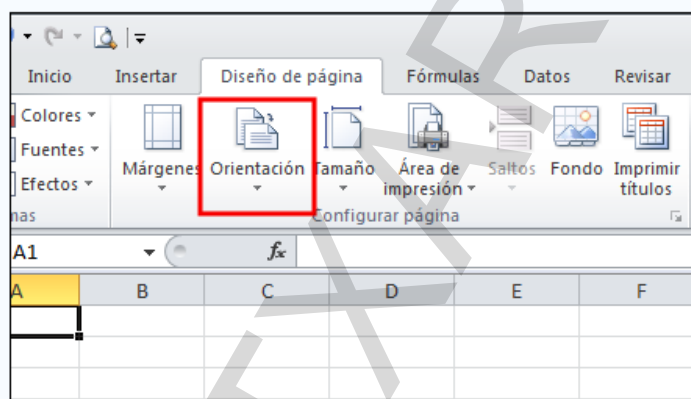 Inicio Insertar Diseño de página Fórmulas Datos Revisar
Colores
Fuentes
Efectos
Márgenes Orientación Tamaño Área de impresión Saltos Fondo Imprimir títulos
Configurar página
A1 fx
A B C D E F